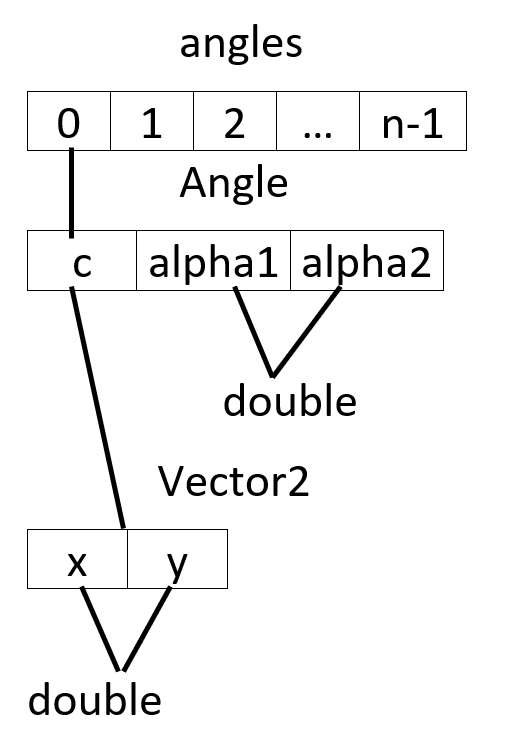 angles
0 1 2 ... n-1
Angle
c alpha1 alpha2
double
Vector2
x y
double